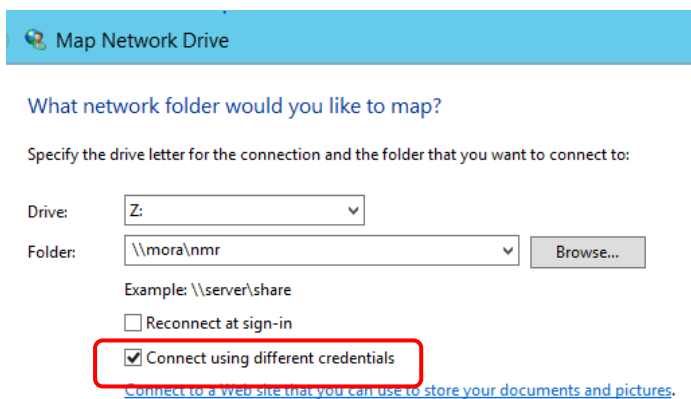 Map Network Drive
What network folder would you like to map?
Specify the drive letter for the connection and the folder that you want to connect to:
Drive: Z:
Folder: \\mora\nmr Browse...
Example: \\server\share
Reconnect at sign-in
Connect using different credentials
Connect to a Web site that you can use to store your documents and pictures.